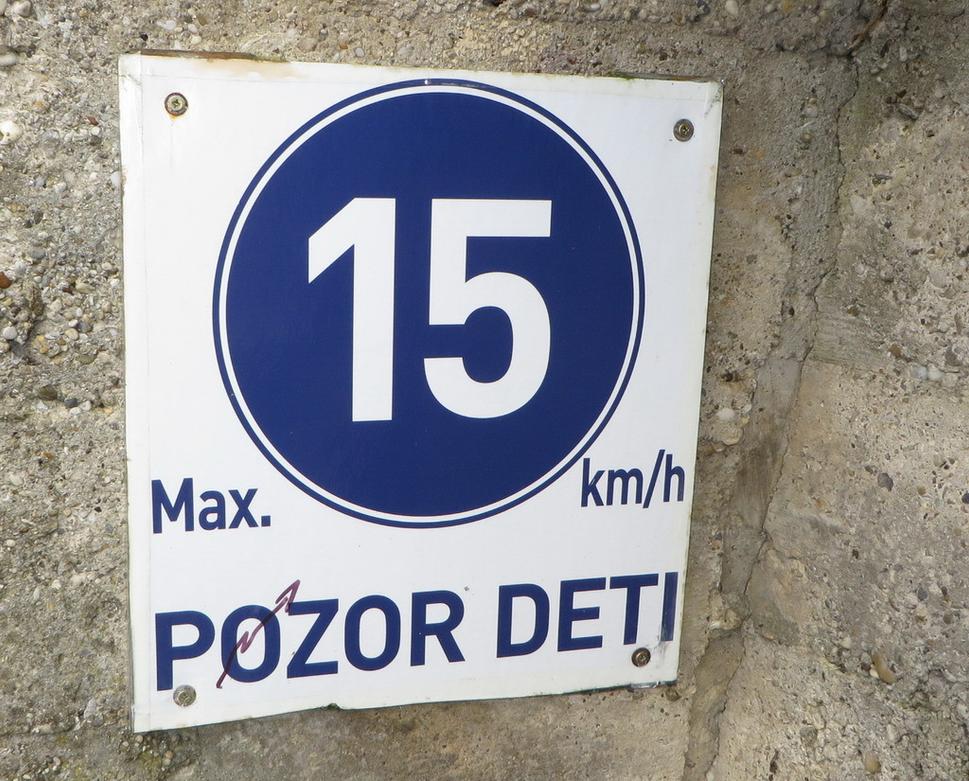 15
Max. km/h
POZOR DETI